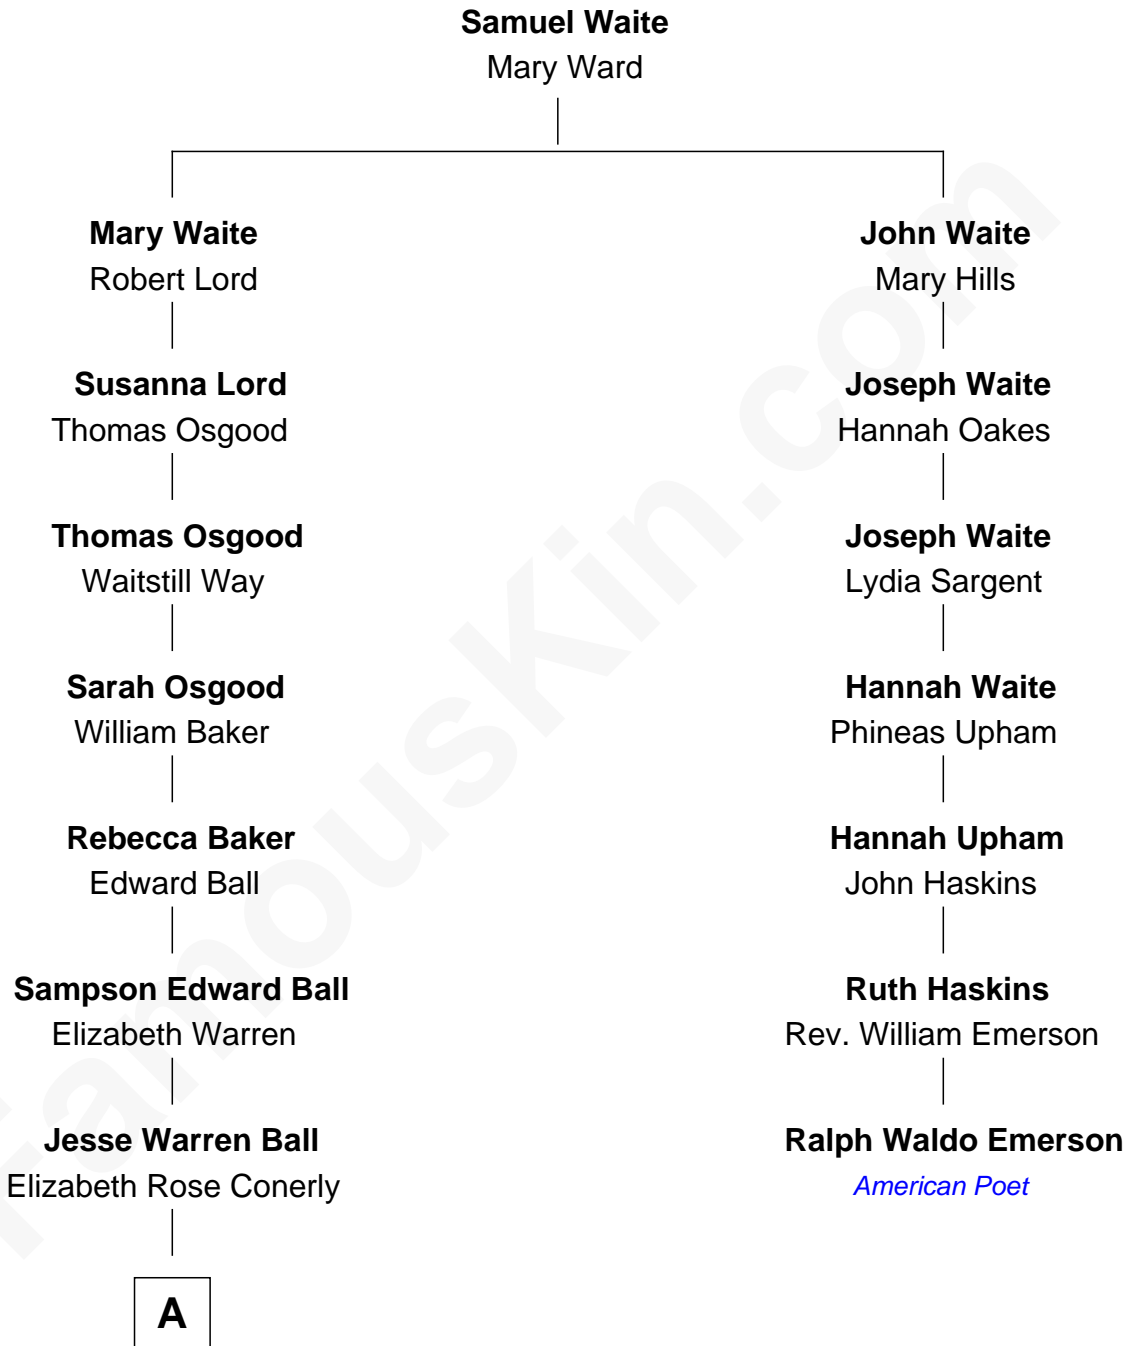 Samuel Waite
Mary Ward
Mary Waite
Robert Lord
Susanna Lord
Thomas Osgood
Thomas Osgood
Waitstill Way
Sarah Osgood
William Baker
Rebecca Baker
Edward Ball
Sampson Edward Ball
Elizabeth Warren
Jesse Warren Ball
Elizabeth Rose Conerly
A
John Waite
Mary Hills
Joseph Waite
Hannah Oakes
Joseph Waite
Lydia Sargent
Hannah Waite
Phineas Upham
Hannah Upham
John Haskins
Ruth Haskins
Rev. William Emerson
Ralph Waldo Emerson
American Poet
FamousKin.com